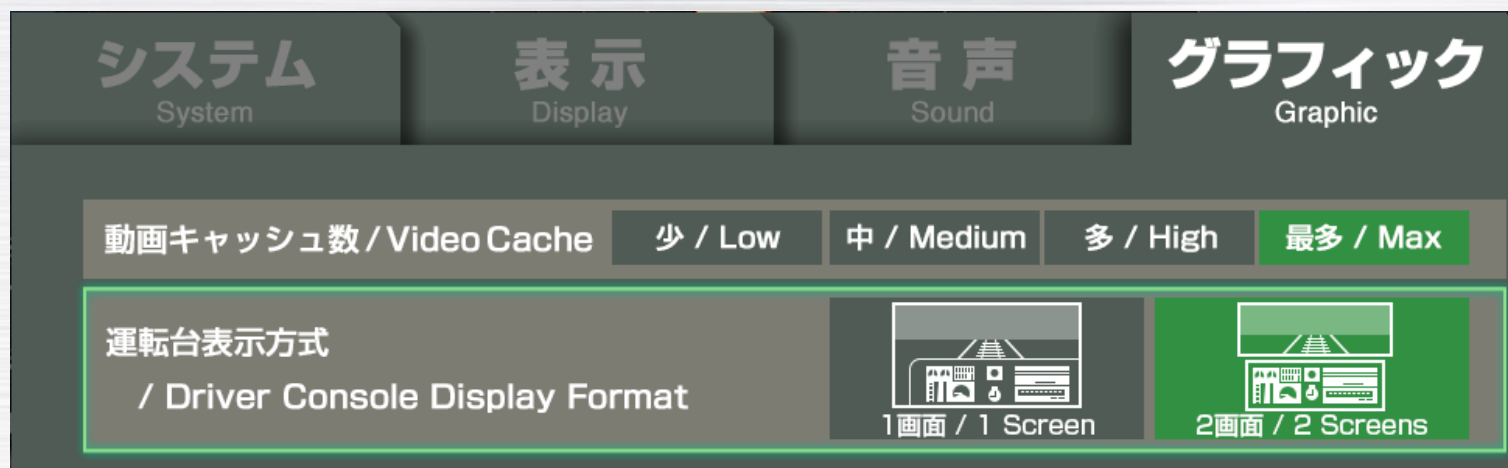 システム 表示 音声 グラフィック
System Display Sound Graphic
動画キャッシュ数/Video Cache 少 / Low 中 / Medium 多 / High 最多 / Max
運転台表示方式
/ Driver Console Display Format
1画面 / 1 Screen 2画面 / 2 Screens